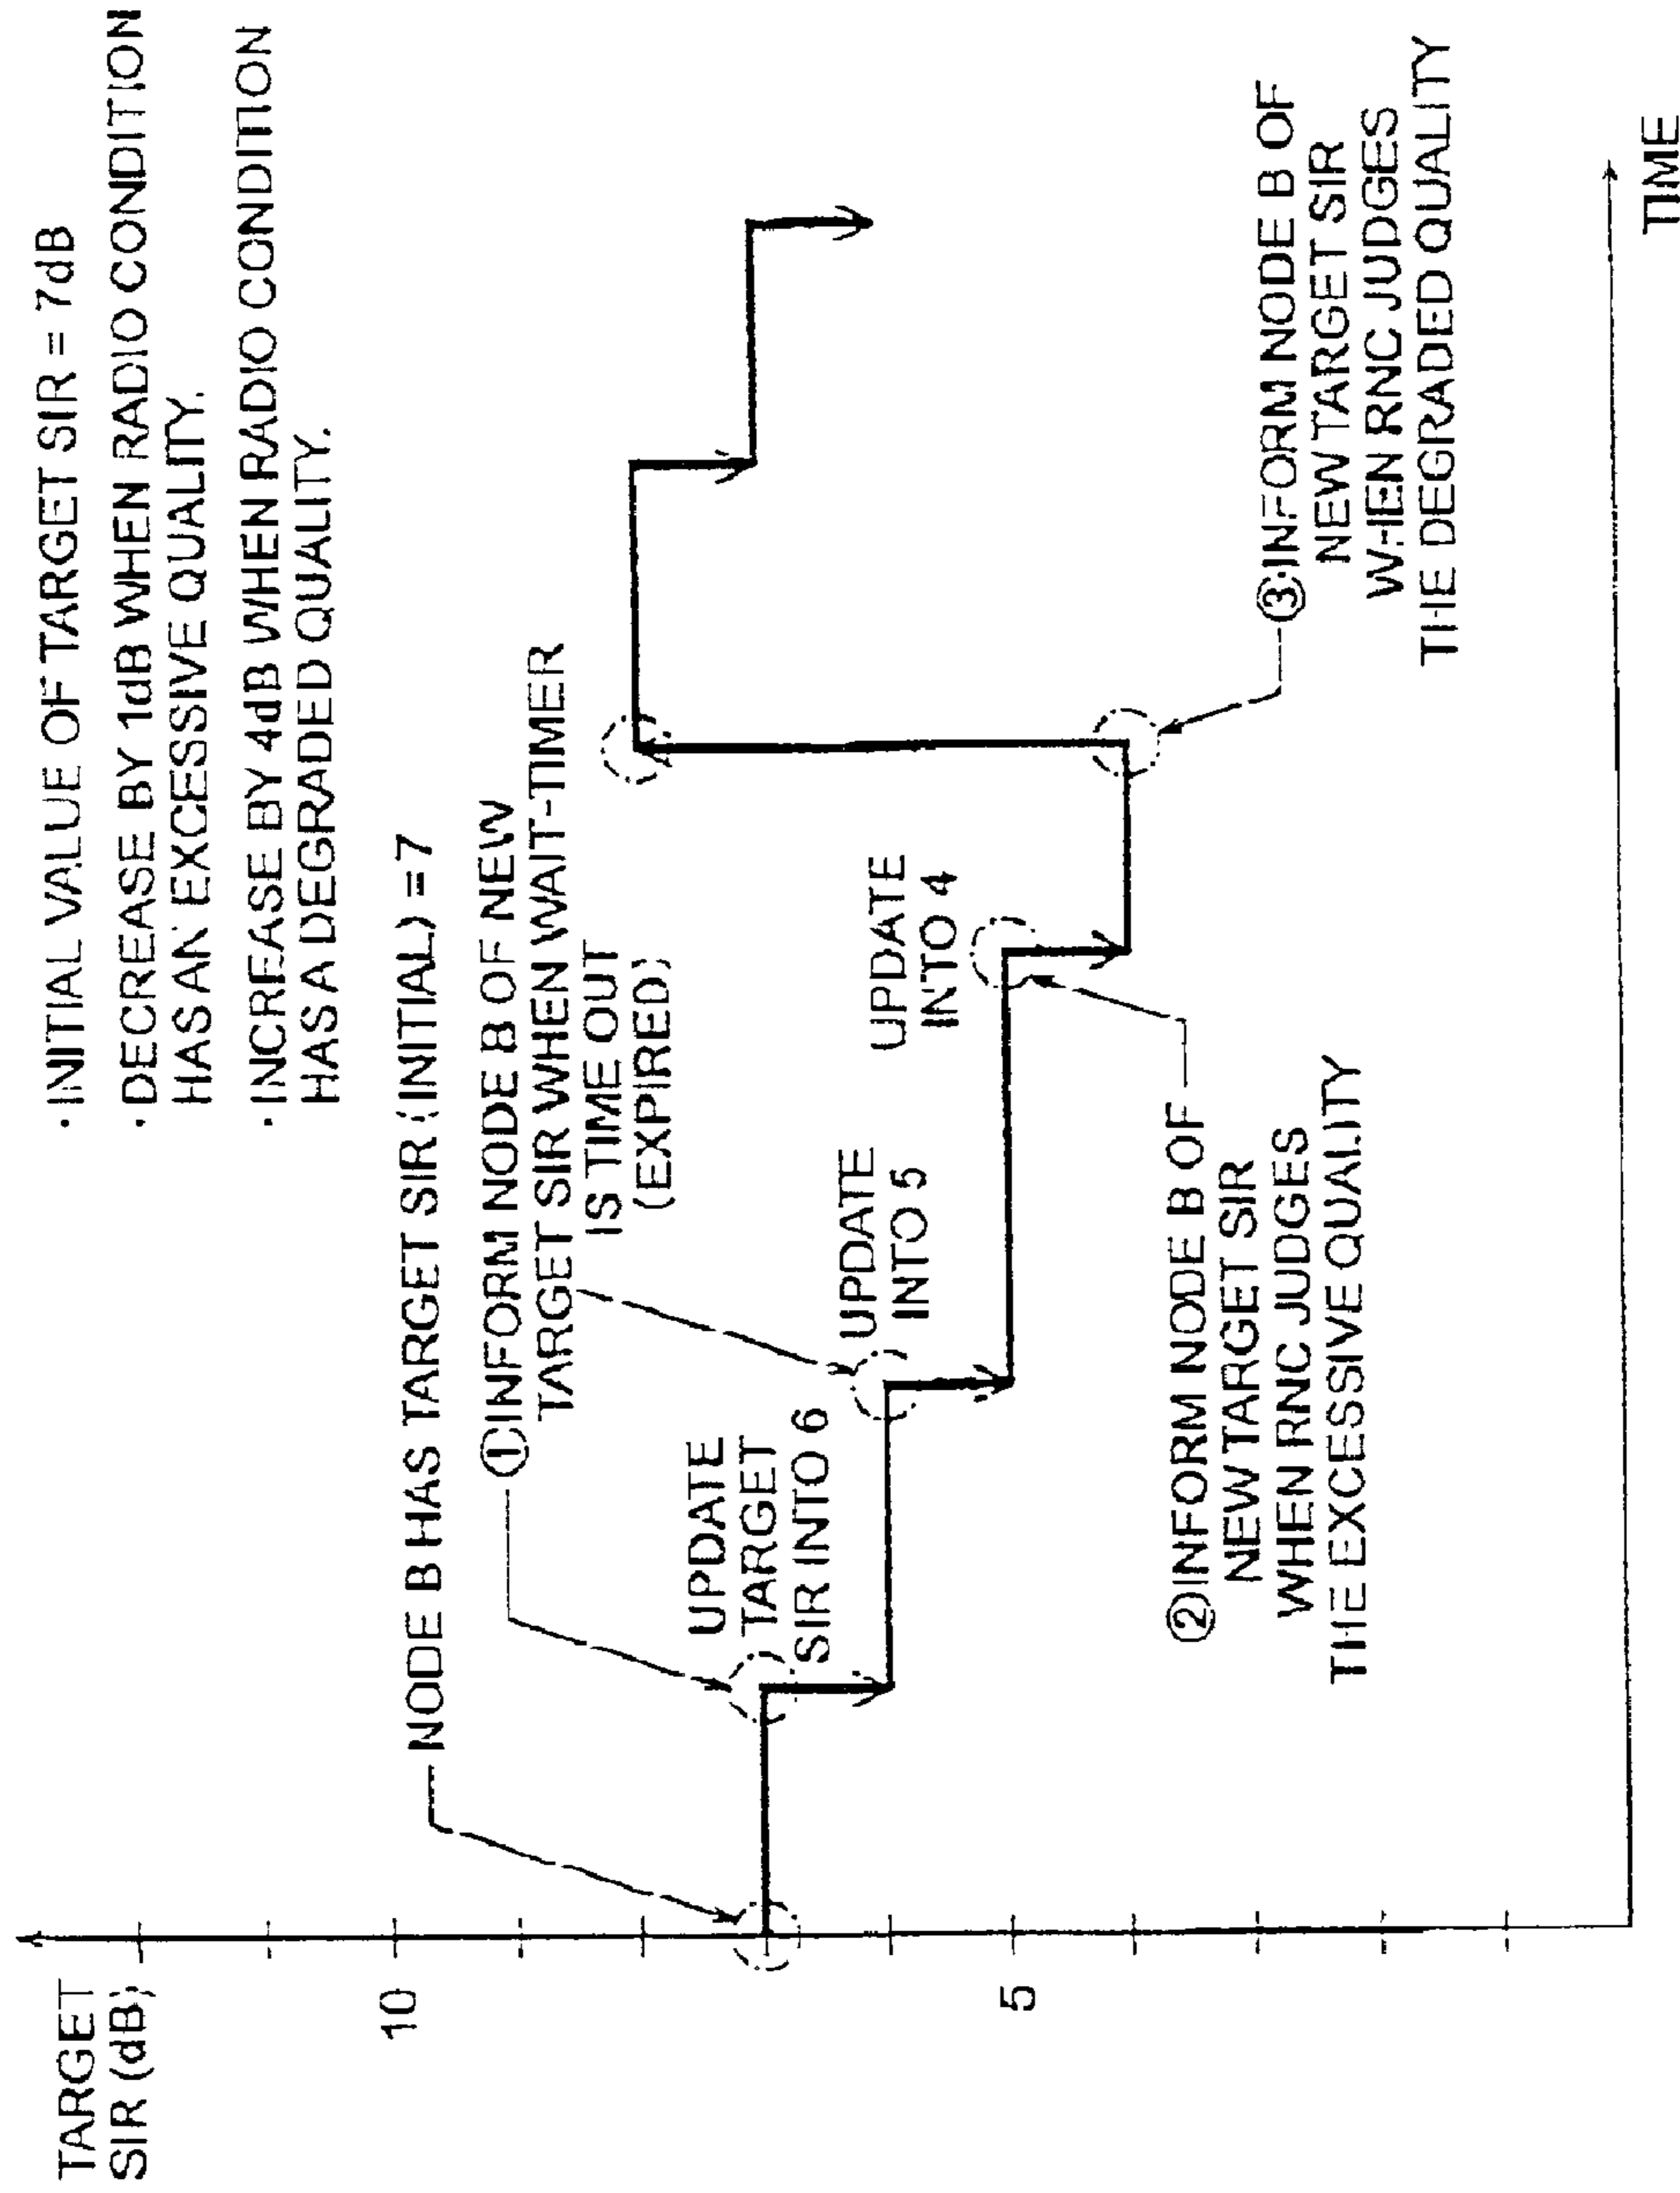 · INITIAL VALUE OF TARGET SIR = 7dB
· DECREASE BY 1dB WHEN RADIO CONDITION
HAS AN EXCESSIVE QUALITY.
· INCREASE BY 4dB WHEN RADIO CONDITION
HAS A DEGRADED QUALITY.
TARGET
SIR (dB)
10
5
NODE B HAS TARGET SIR (INITIAL) = 7
①INFORM NODE B OF NEW
TARGET SIR WHEN WAIT-TIMER
IS TIME OUT
(EXPIRED)
UPDATE
TARGET
SIR INTO 6
UPDATE
INTO 5
UPDATE
INTO 4
②INFORM NODE B OF
NEW TARGET SIR
WHEN RNC JUDGES
THE EXCESSIVE QUALITY
③INFORM NODE B OF
NEW TARGET SIR
WHEN RNC JUDGES
THE DEGRADED QUALITY
TIME